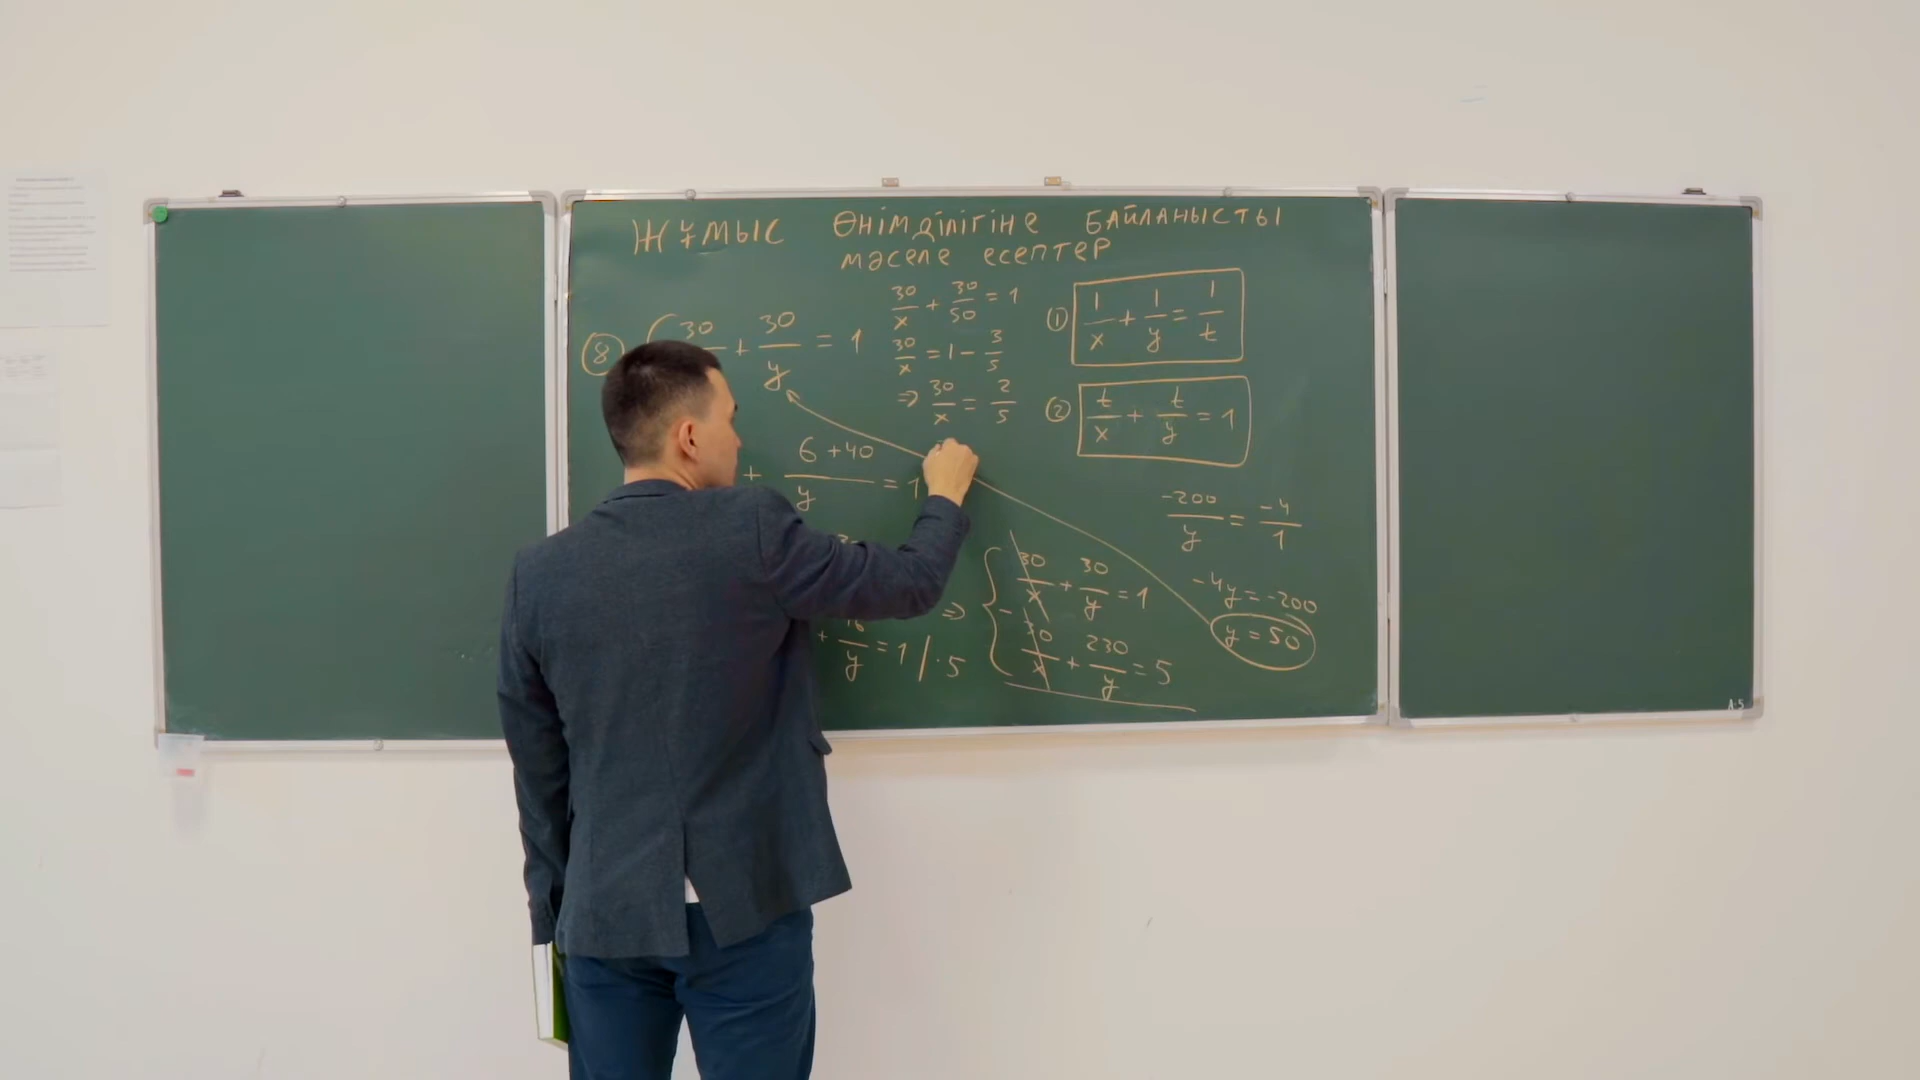 ЖҰМЫС ӨНІМДІЛІГІНЕ БАЙЛАНЫСТЫ
МӘСЕЛЕ ЕСЕПТЕР
⑧ 30 + 30/y = 1
+ (6+40)/y = 1
+ 46/y = 1 / ·5
30/x + 30/50 = 1
30/x = 1 - 3/5
⇒ 30/x = 2/5
⇒ { 30/x + 30/y = 1
- 30/x + 230/y = 5
① 1/x + 1/y = 1/t
② t/x + t/y = 1
-200/y = -4/1
-4y = -200
y = 50